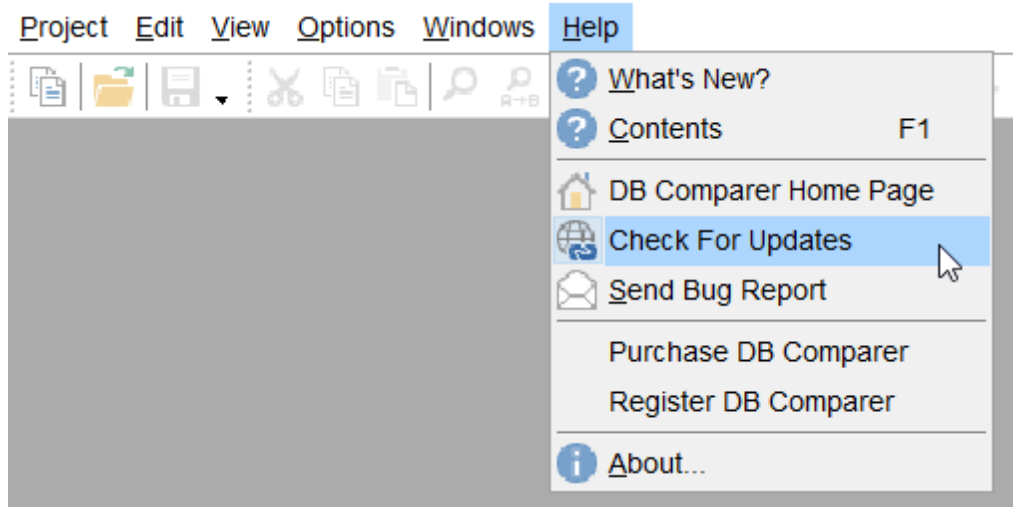 Project Edit View Options Windows Help
A→B
What's New?
Contents F1
DB Comparer Home Page
Check For Updates
Send Bug Report
Purchase DB Comparer
Register DB Comparer
About...